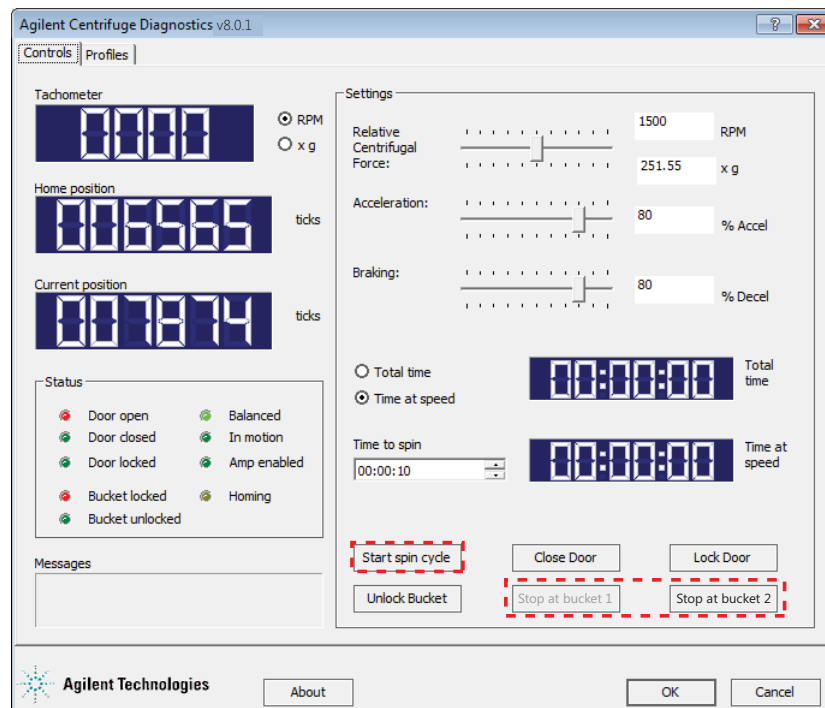 Agilent Centrifuge Diagnostics v8.0.1
Controls
Profiles
Tachometer
0000
RPM
x g
Home position
006565
ticks
Current position
007874
ticks
Status
Door open
Balanced
Door closed
In motion
Door locked
Amp enabled
Bucket locked
Homing
Bucket unlocked
Messages
Settings
Relative
Centrifugal
Force:
1500
RPM
251.55
x g
Acceleration:
80
% Accel
Braking:
80
% Decel
Total time
Time at speed
00:00:00
Total
time
Time to spin
00:00:10
00:00:00
Time at
speed
Start spin cycle
Close Door
Lock Door
Unlock Bucket
Stop at bucket 1
Stop at bucket 2
Agilent Technologies
About
OK
Cancel